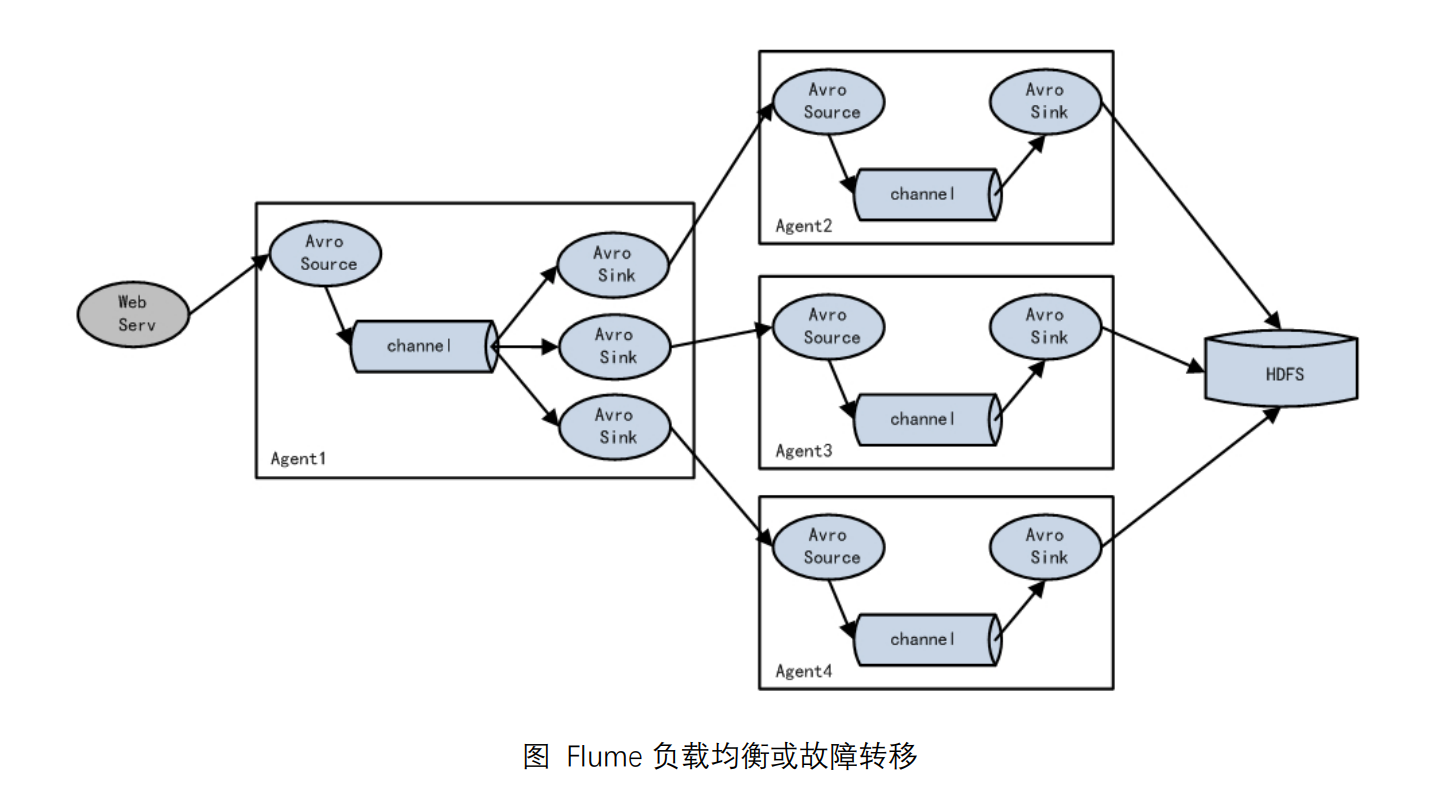 Web
Serv
Avro
Source
channel
Avro
Sink
Avro
Sink
Avro
Sink
Agent1
Avro
Source
channel
Avro
Sink
Agent2
Avro
Source
channel
Avro
Sink
Agent3
Avro
Source
channel
Avro
Sink
Agent4
HDFS
图 Flume 负载均衡或故障转移